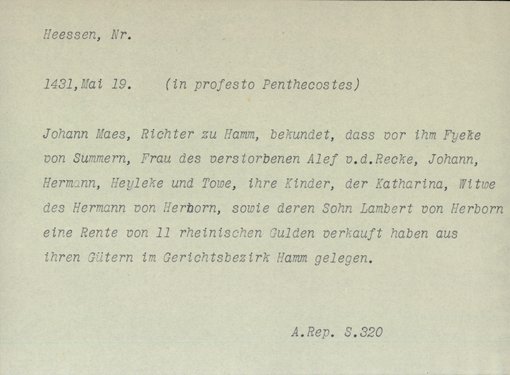 Heessen, Nr.
1431,Mai 19. (in profesto Penthecostes)
Johann Maes, Richter zu Hamm, bekundet, dass vor ihm Fyeke
von Summern, Frau des verstorbenen Alef v.d.Recke, Johann,
Hermann, Heyleke und Towe, ihre Kinder, der Katharina, Witwe
des Hermann von Herborn, sowie deren Sohn Lambert von Herborn
eine Rente von 11 rheinischen Gulden verkauft haben aus
ihren Gütern im Gerichtsbezirk Hamm gelegen.
A.Rep. S.320